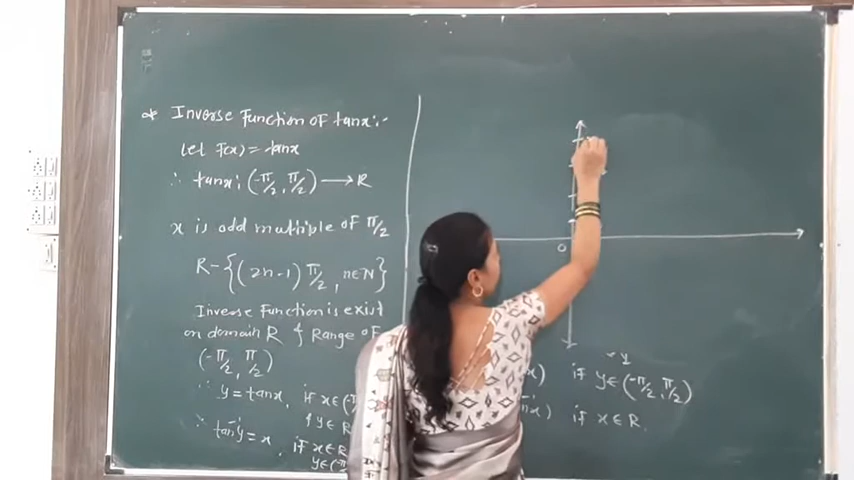 * Inverse Function of tanx :-
Let F(x) = tanx
∴ tanx : (-π/2, π/2) ⟶ R
x is odd multiple of π/2
R - {(2n-1) π/2, n∈N}
Inverse Function is exist
on domain R & Range of
(-π/2, π/2)
∵ y = tanx, if x∈(-π
& y∈R
∴ tan⁻¹y = x, if x∈R
y∈(-π
x) if y∈(-π/2, π/2)
y
x) if x∈R.
0